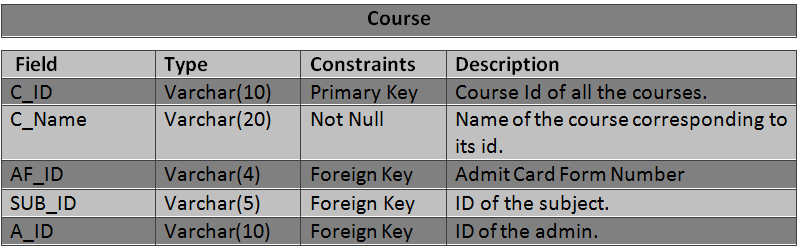 Course
Field Type Constraints Description
C_ID Varchar(10) Primary Key Course Id of all the courses.
C_Name Varchar(20) Not Null Name of the course corresponding to
its id.
AF_ID Varchar(4) Foreign Key Admit Card Form Number
SUB_ID Varchar(5) Foreign Key ID of the subject.
A_ID Varchar(10) Foreign Key ID of the admin.